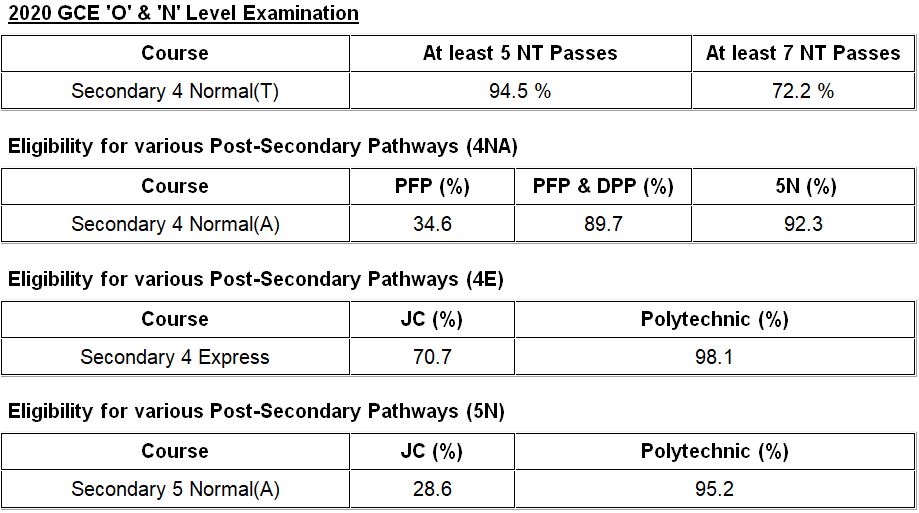 2020 GCE 'O' & 'N' Level Examination
Course At least 5 NT Passes At least 7 NT Passes
Secondary 4 Normal(T) 94.5 % 72.2 %
Eligibility for various Post-Secondary Pathways (4NA)
Course PFP (%) PFP & DPP (%) 5N (%)
Secondary 4 Normal(A) 34.6 89.7 92.3
Eligibility for various Post-Secondary Pathways (4E)
Course JC (%) Polytechnic (%)
Secondary 4 Express 70.7 98.1
Eligibility for various Post-Secondary Pathways (5N)
Course JC (%) Polytechnic (%)
Secondary 5 Normal(A) 28.6 95.2